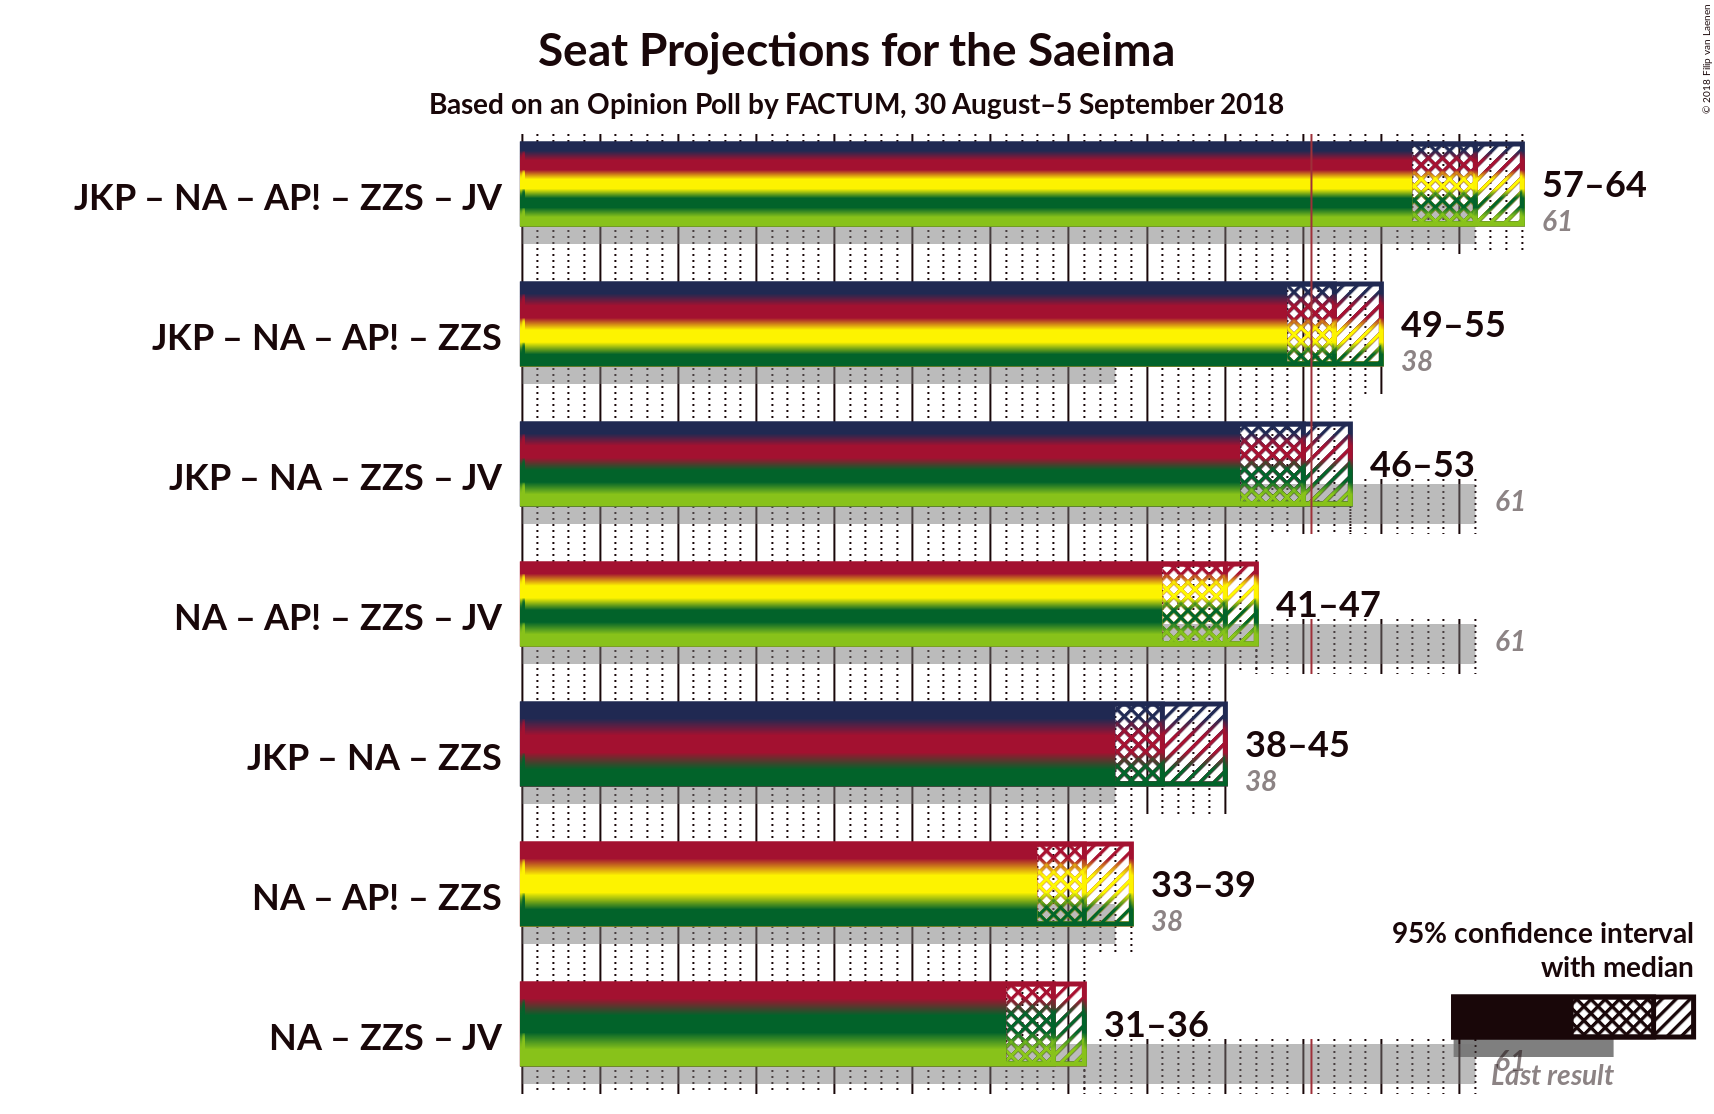 Seat Projections for the Saeima
Based on an Opinion Poll by FACTUM, 30 August–5 September 2018
© 2018 Filip van Laenen
JKP – NA – AP! – ZZS – JV
57–64
61
JKP – NA – AP! – ZZS
49–55
38
JKP – NA – ZZS – JV
46–53
61
NA – AP! – ZZS – JV
41–47
61
JKP – NA – ZZS
38–45
38
NA – AP! – ZZS
33–39
38
NA – ZZS – JV
31–36
61
95% confidence interval
with median
Last result